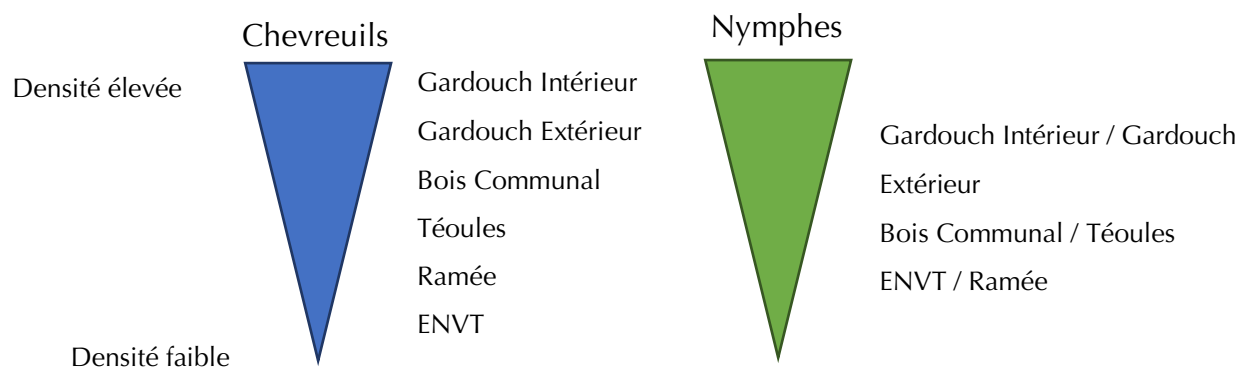 Chevreuils
Densité élevée
Gardouch Intérieur
Gardouch Extérieur
Bois Communal
Téoules
Ramée
ENVT
Densité faible
Nymphes
Gardouch Intérieur / Gardouch
Extérieur
Bois Communal / Téoules
ENVT / Ramée